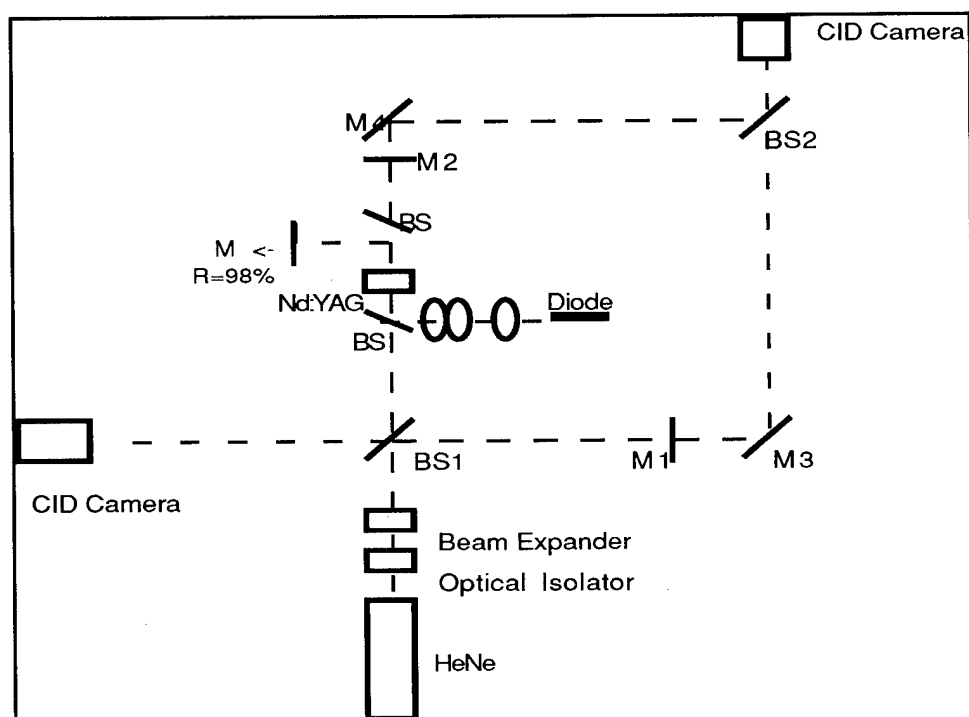 CID Camera
M4
BS2
M2
BS
M <-
R=98%
Nd:YAG
Diode
BS
BS1
M1
M3
CID Camera
Beam Expander
Optical Isolator
HeNe